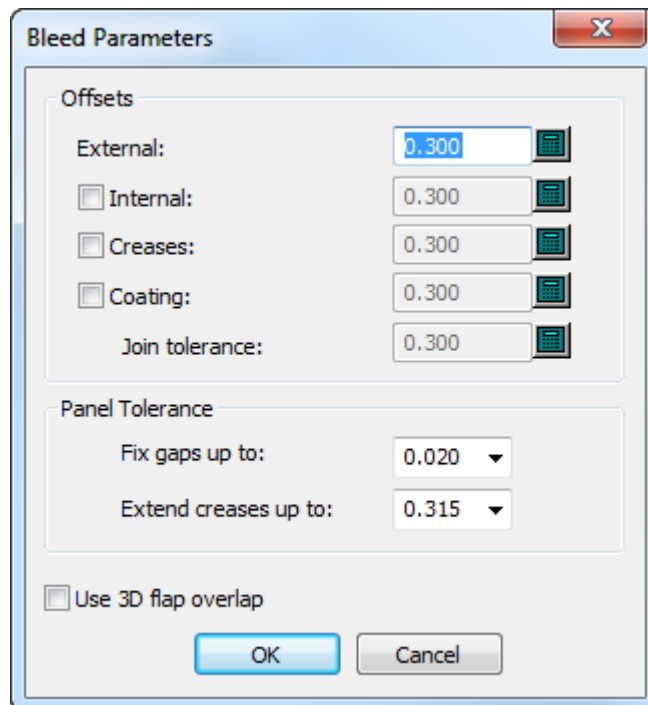 Bleed Parameters
Offsets
External: 0.300
Internal: 0.300
Creases: 0.300
Coating: 0.300
Join tolerance: 0.300
Panel Tolerance
Fix gaps up to: 0.020
Extend creases up to: 0.315
Use 3D flap overlap
OK Cancel